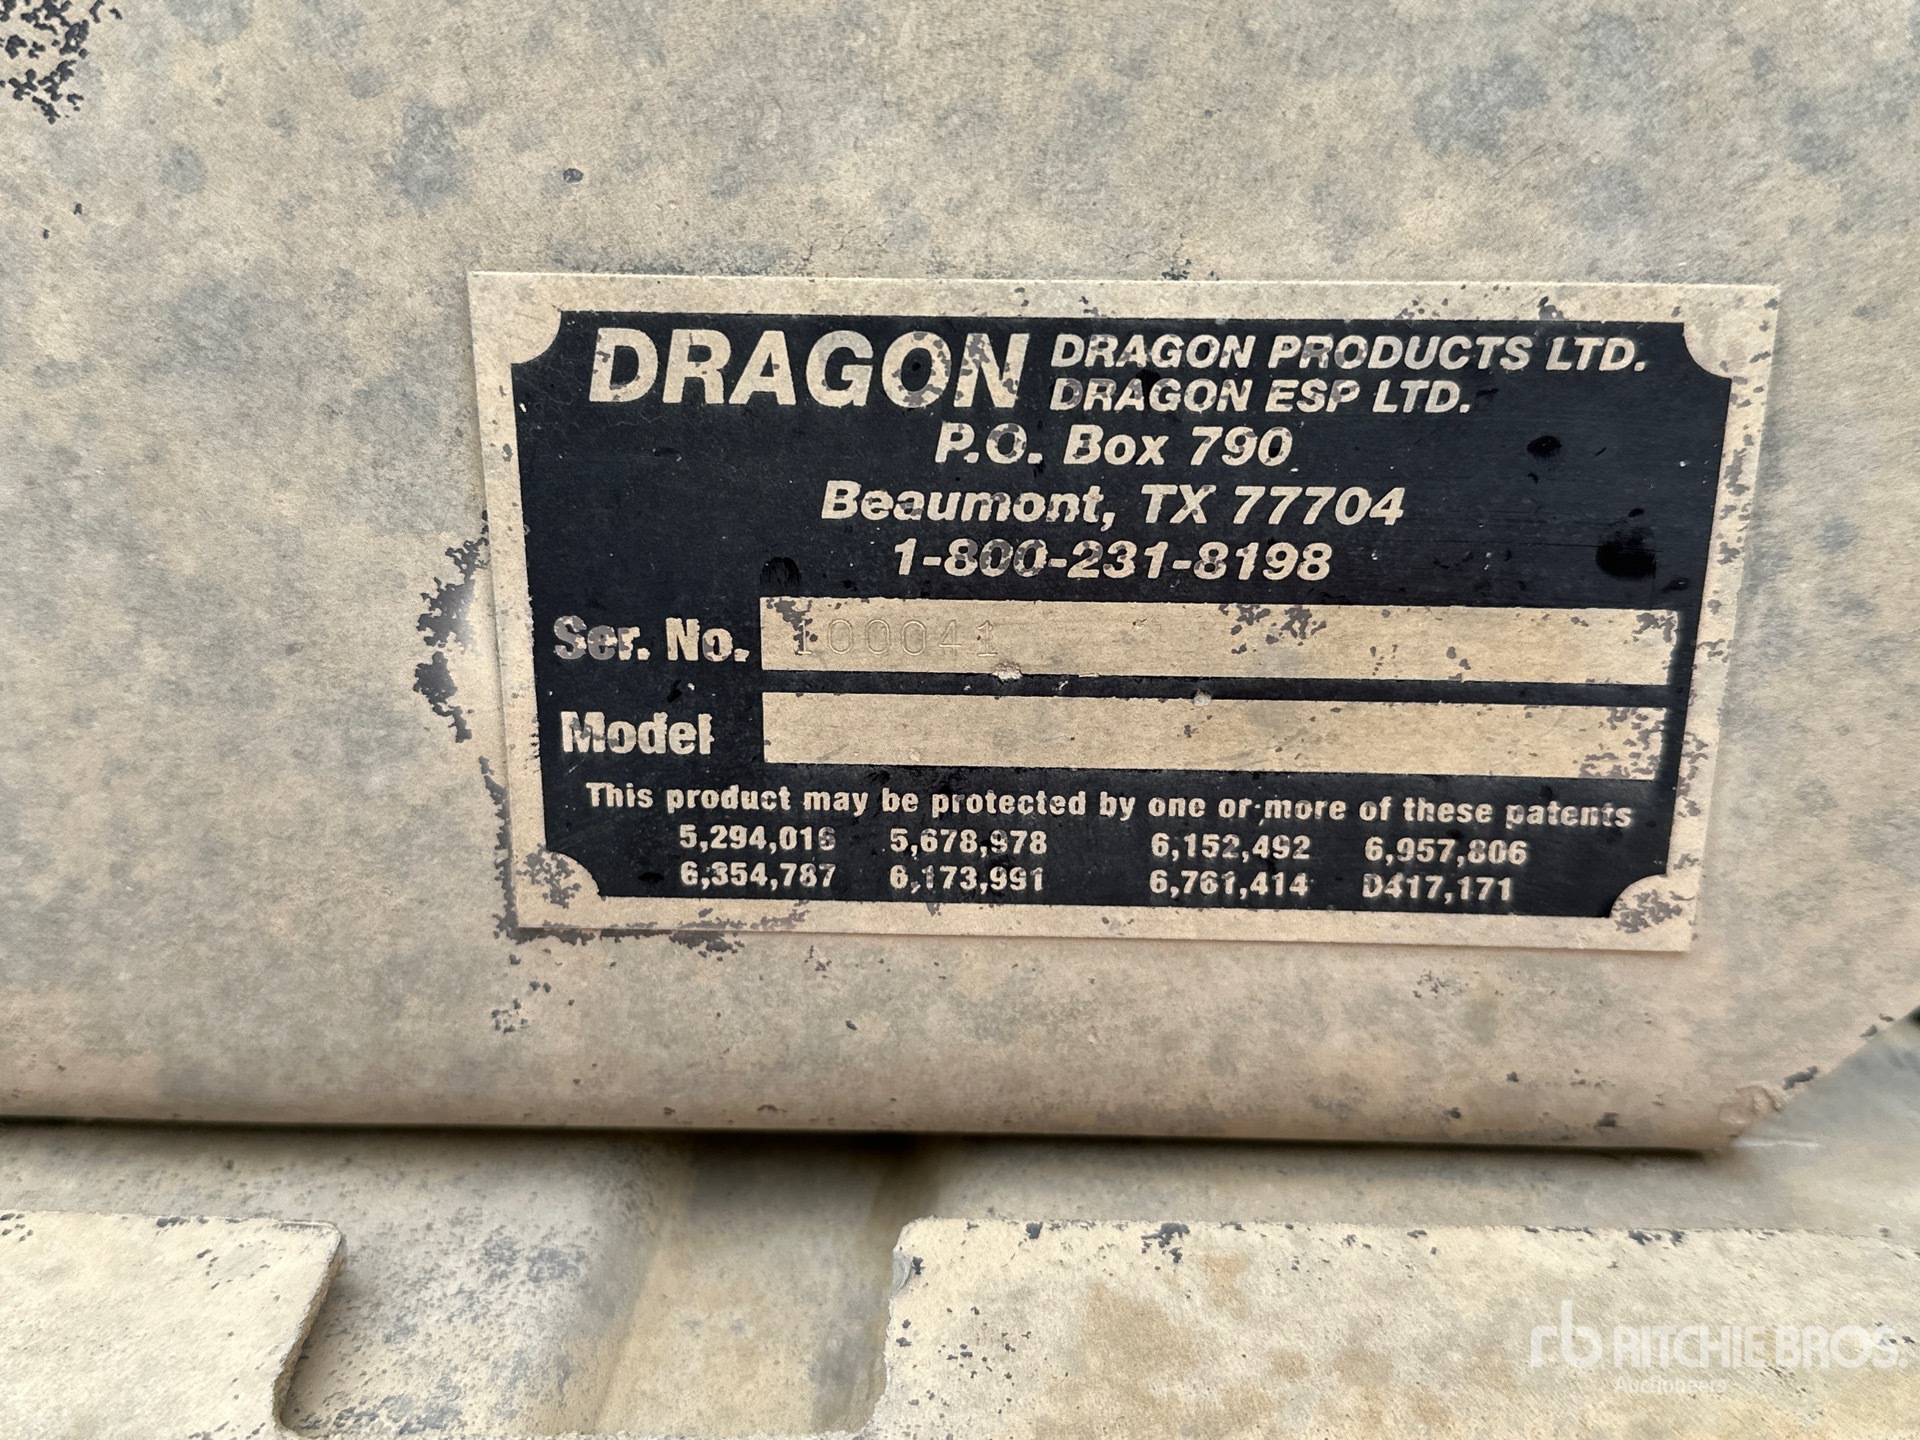 DRAGON DRAGON PRODUCTS LTD.
DRAGON ESP LTD.
P.O. Box 790
Beaumont, TX 77704
1-800-231-8198
Ser. No. 100041
Model
This product may be protected by one or more of these patents
5,294,016 5,678,978 6,152,492 6,957,806
6,354,787 6,173,991 6,761,414 D417,171
rb RITCHIE BROS.
Auctioneers